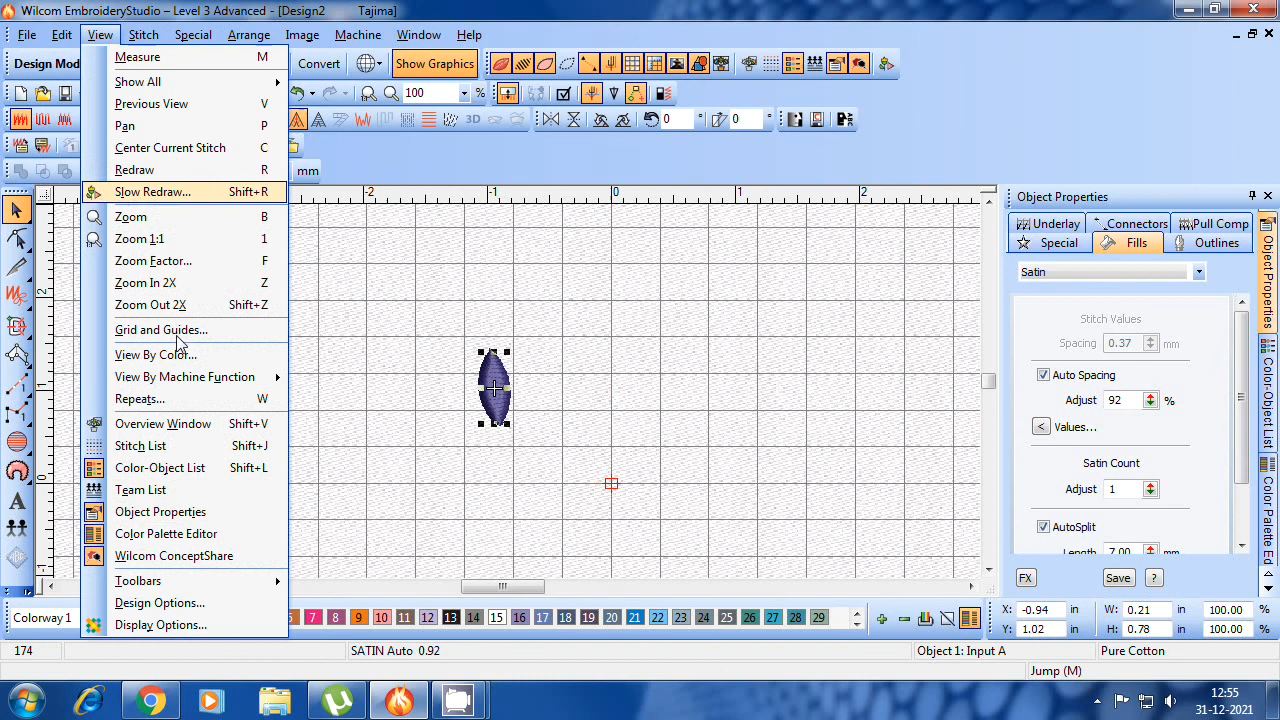 Wilcom EmbroideryStudio – Level 3 Advanced - [Design2 Tajima]
File Edit View Stitch Special Arrange Image Machine Window Help
Design Mod Convert Show Graphics
Measure M
Show All
Previous View V
Pan P
Center Current Stitch C
Redraw R
Slow Redraw... Shift+R
Zoom B
Zoom 1:1 1
Zoom Factor... F
Zoom In 2X Z
Zoom Out 2X Shift+Z
Grid and Guides...
View By Color...
View By Machine Function
Repeats... W
Overview Window Shift+V
Stitch List Shift+J
Color-Object List Shift+L
Team List
Object Properties
Color Palette Editor
Wilcom ConceptShare
Toolbars
Design Options...
Display Options...
100 %
3D 0 0
mm
-2 -1 0 1 2
2
1
0
-1
Object Properties
Underlay Connectors Pull Comp
Special Fills Outlines
Satin
Stitch Values
Spacing 0.37 mm
Auto Spacing
Adjust 92 %
< Values...
Satin Count
Adjust 1
AutoSplit
Length 7.00 mm
FX Save ?
Object Properties
Color-Object List
Color Palette Ed
Colorway 1
6 7 8 9 10 11 12 13 14 15 16 17 18 19 20 21 22 23 24 25 26 27 28 29
X: -0.94 in W: 0.21 in 100.00 %
Y: 1.02 in H: 0.78 in 100.00 %
174 SATIN Auto 0.92 Object 1: Input A Pure Cotton
Jump (M)
12:55
31-12-2021